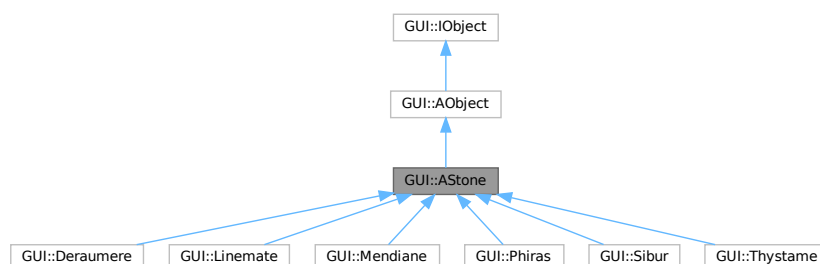 GUI::IObject
GUI::AObject
GUI::AStone
GUI::Deraumere GUI::Linemate GUI::Mendiane GUI::Phiras GUI::Sibur GUI::Thystame